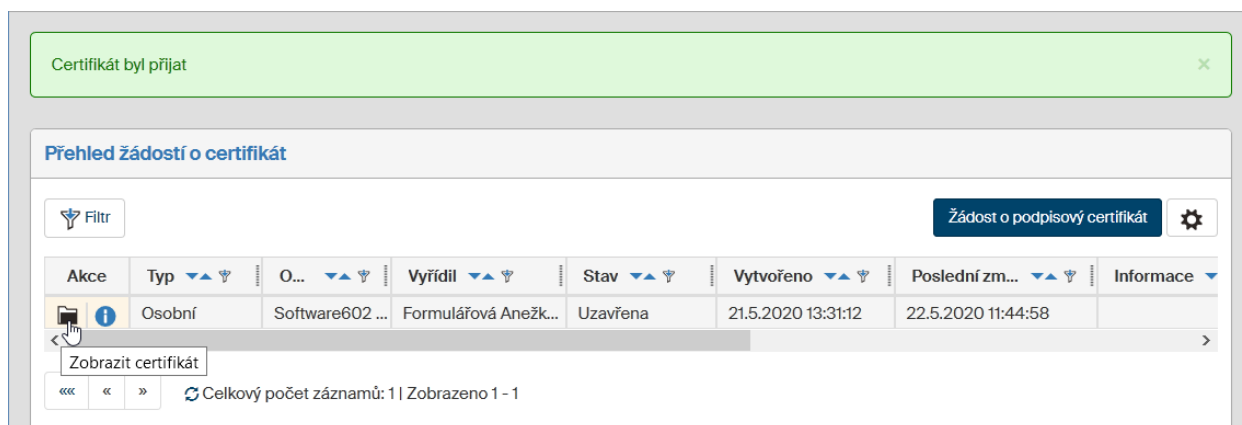 Certifikát byl přijat ×
Přehled žádostí o certifikát
Filtr Žádost o podpisový certifikát
Akce Typ O... Vyřídil Stav Vytvořeno Poslední zm... Informace
Osobní Software602 ... Formulářová Anežk... Uzavřena 21.5.2020 13:31:12 22.5.2020 11:44:58
Zobrazit certifikát
«« « » Celkový počet záznamů: 1 | Zobrazeno 1 - 1